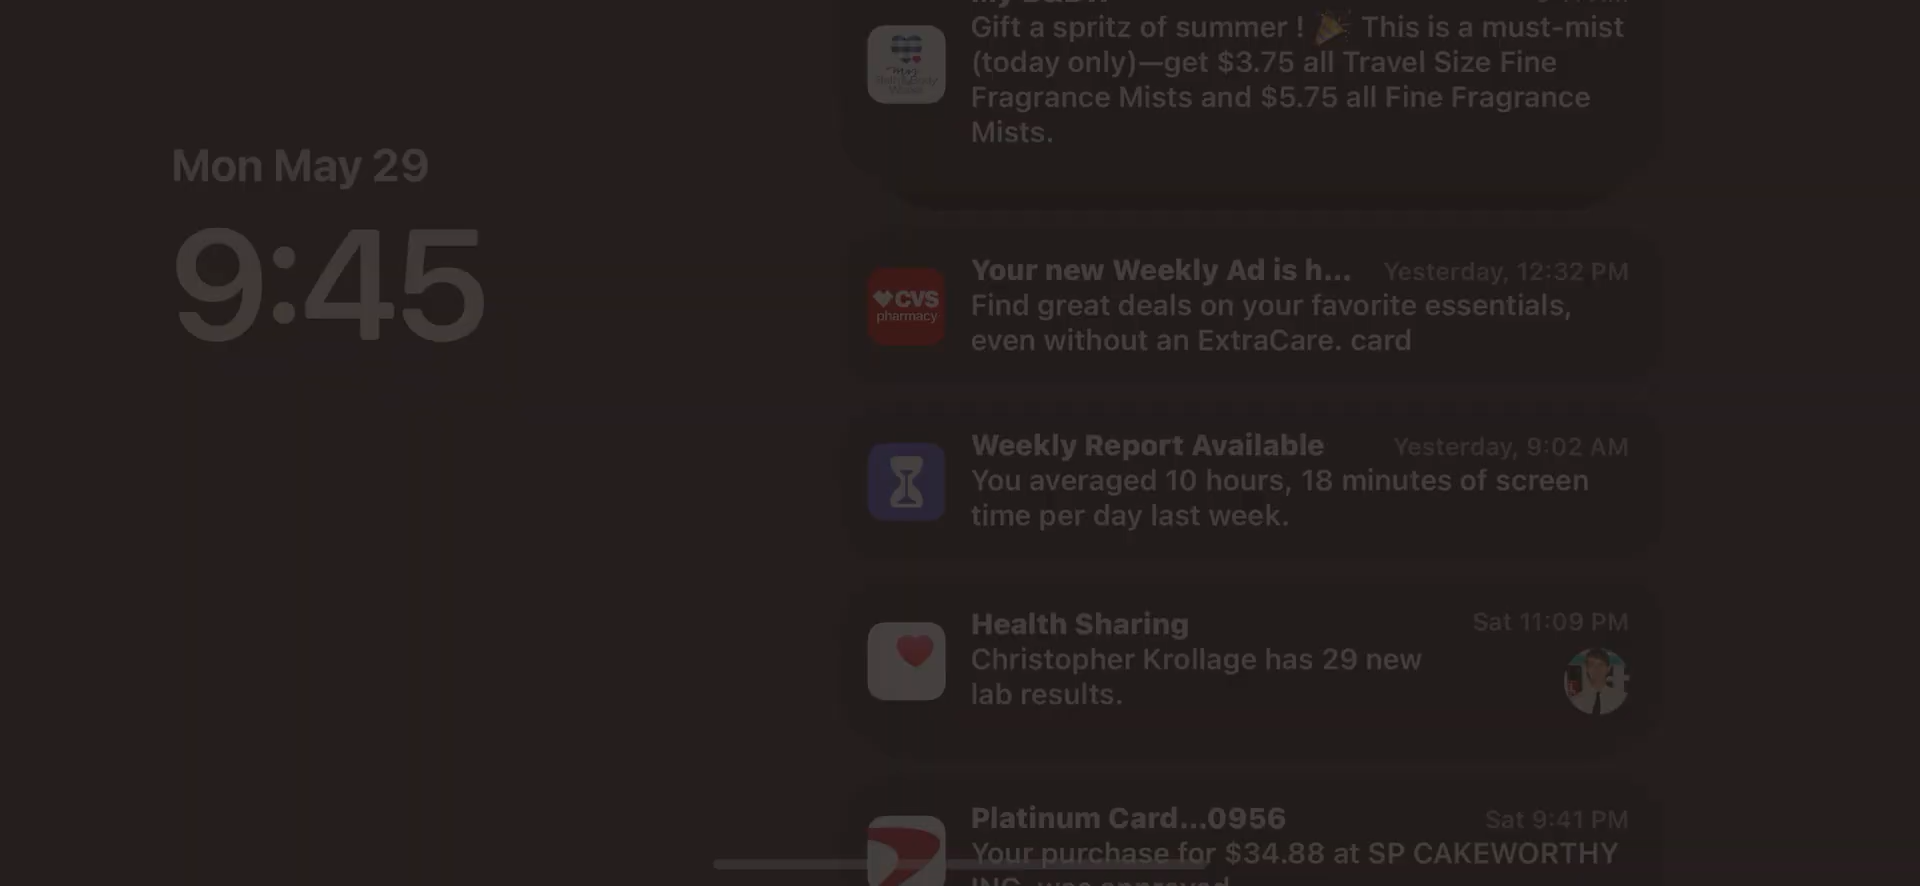 Mon May 29
9:45
Gift a spritz of summer ! 🎉 This is a must-mist
(today only)—get $3.75 all Travel Size Fine
Fragrance Mists and $5.75 all Fine Fragrance
Mists.
CVS
pharmacy
Your new Weekly Ad is h... Yesterday, 12:32 PM
Find great deals on your favorite essentials,
even without an ExtraCare. card
Weekly Report Available Yesterday, 9:02 AM
You averaged 10 hours, 18 minutes of screen
time per day last week.
Health Sharing Sat 11:09 PM
Christopher Krollage has 29 new
lab results.
Platinum Card...0956 Sat 9:41 PM
Your purchase for $34.88 at SP CAKEWORTHY